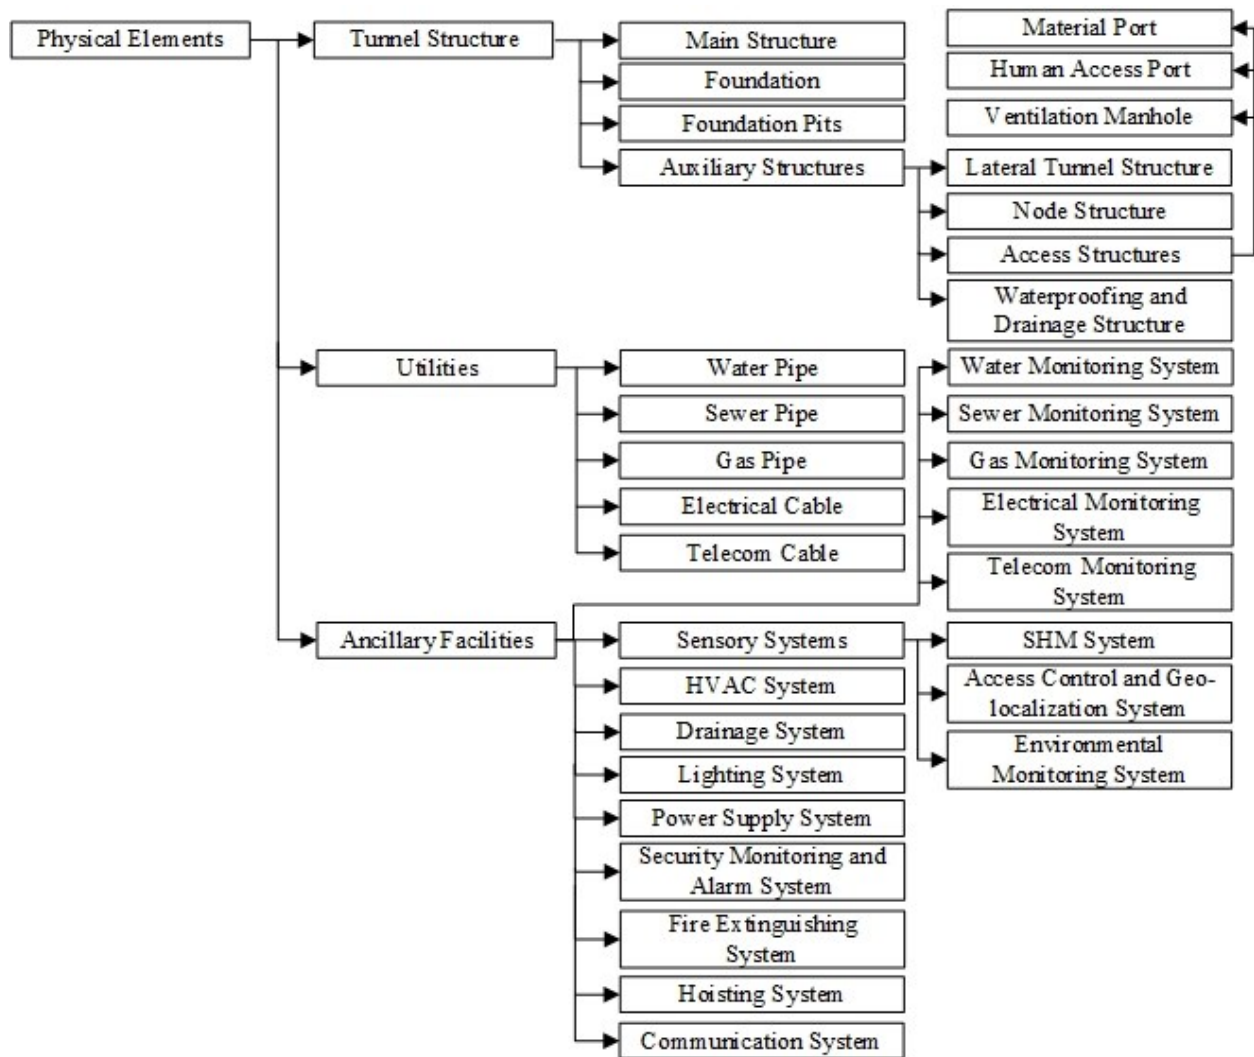 Physical Elements
Tunnel Structure
Main Structure
Foundation
Foundation Pits
Auxiliary Structures
Material Port
Human Access Port
Ventilation Manhole
Lateral Tunnel Structure
Node Structure
Access Structures
Waterproofing and
Drainage Structure
Utilities
Water Pipe
Sewer Pipe
Gas Pipe
Electrical Cable
Telecom Cable
Water Monitoring System
Sewer Monitoring System
Gas Monitoring System
Electrical Monitoring
System
Telecom Monitoring
System
Ancillary Facilities
Sensory Systems
HVAC System
Drainage System
Lighting System
Power Supply System
Security Monitoring and
Alarm System
Fire Extinguishing
System
Hoisting System
Communication System
SHM System
Access Control and Geo-
localization System
Environmental
Monitoring System